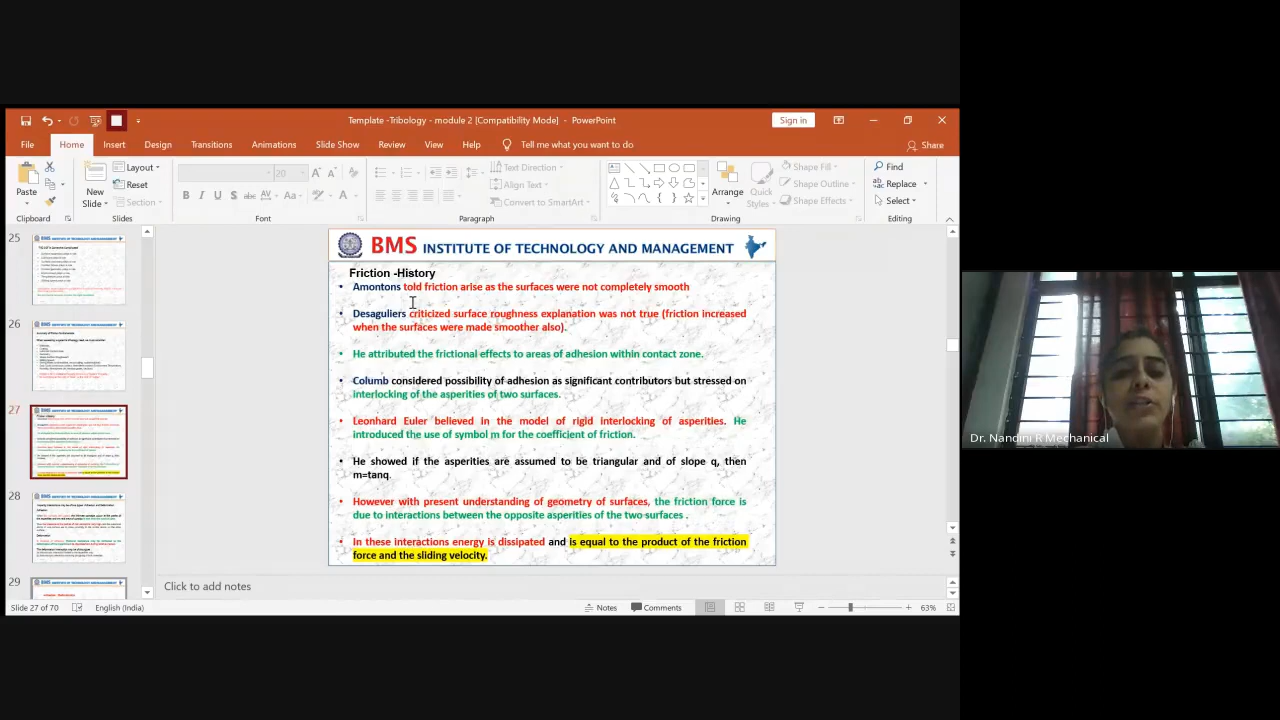 Template -Tribology - module 2 [Compatibility Mode] - PowerPoint
Sign in
File Home Insert Design Transitions Animations Slide Show Review View Help Tell me what you want to do Share
Paste
New Slide
Layout
Reset
Section
20
B I U S abc AV Aa A
Text Direction
Align Text
Convert to SmartArt
Arrange
Quick Styles
Shape Fill
Shape Outline
Shape Effects
Find
Replace
Select
Clipboard Slides Font Paragraph Drawing Editing
25
26
27
28
29
BMS INSTITUTE OF TECHNOLOGY AND MANAGEMENT
Friction -History
• Amontons told friction arise as the surfaces were not completely smooth
• Desaguliers criticized surface roughness explanation was not true (friction increased
when the surfaces were made smoother also).
• He attributed the frictional effects to areas of adhesion within contact zone.
• Columb considered possibility of adhesion as significant contributors but stressed on
interlocking of the asperities of two surfaces.
• Leonhard Euler believed in the model of rigid interlocking of asperities. He
introduced the use of symbol m for the coefficient of friction.
• He showed if asperities were assumed to be triangular and of slope q, then
m=tanq.
• However with present understanding of geometry of surfaces, the friction force is
due to interactions between the opposite asperities of the two surfaces
• In these interactions energy is dissipated and is equal to the product of the friction
force and the sliding velocity.
Click to add notes
Slide 27 of 70 English (India) Notes Comments 63%
Dr. Nandini R Mechanical